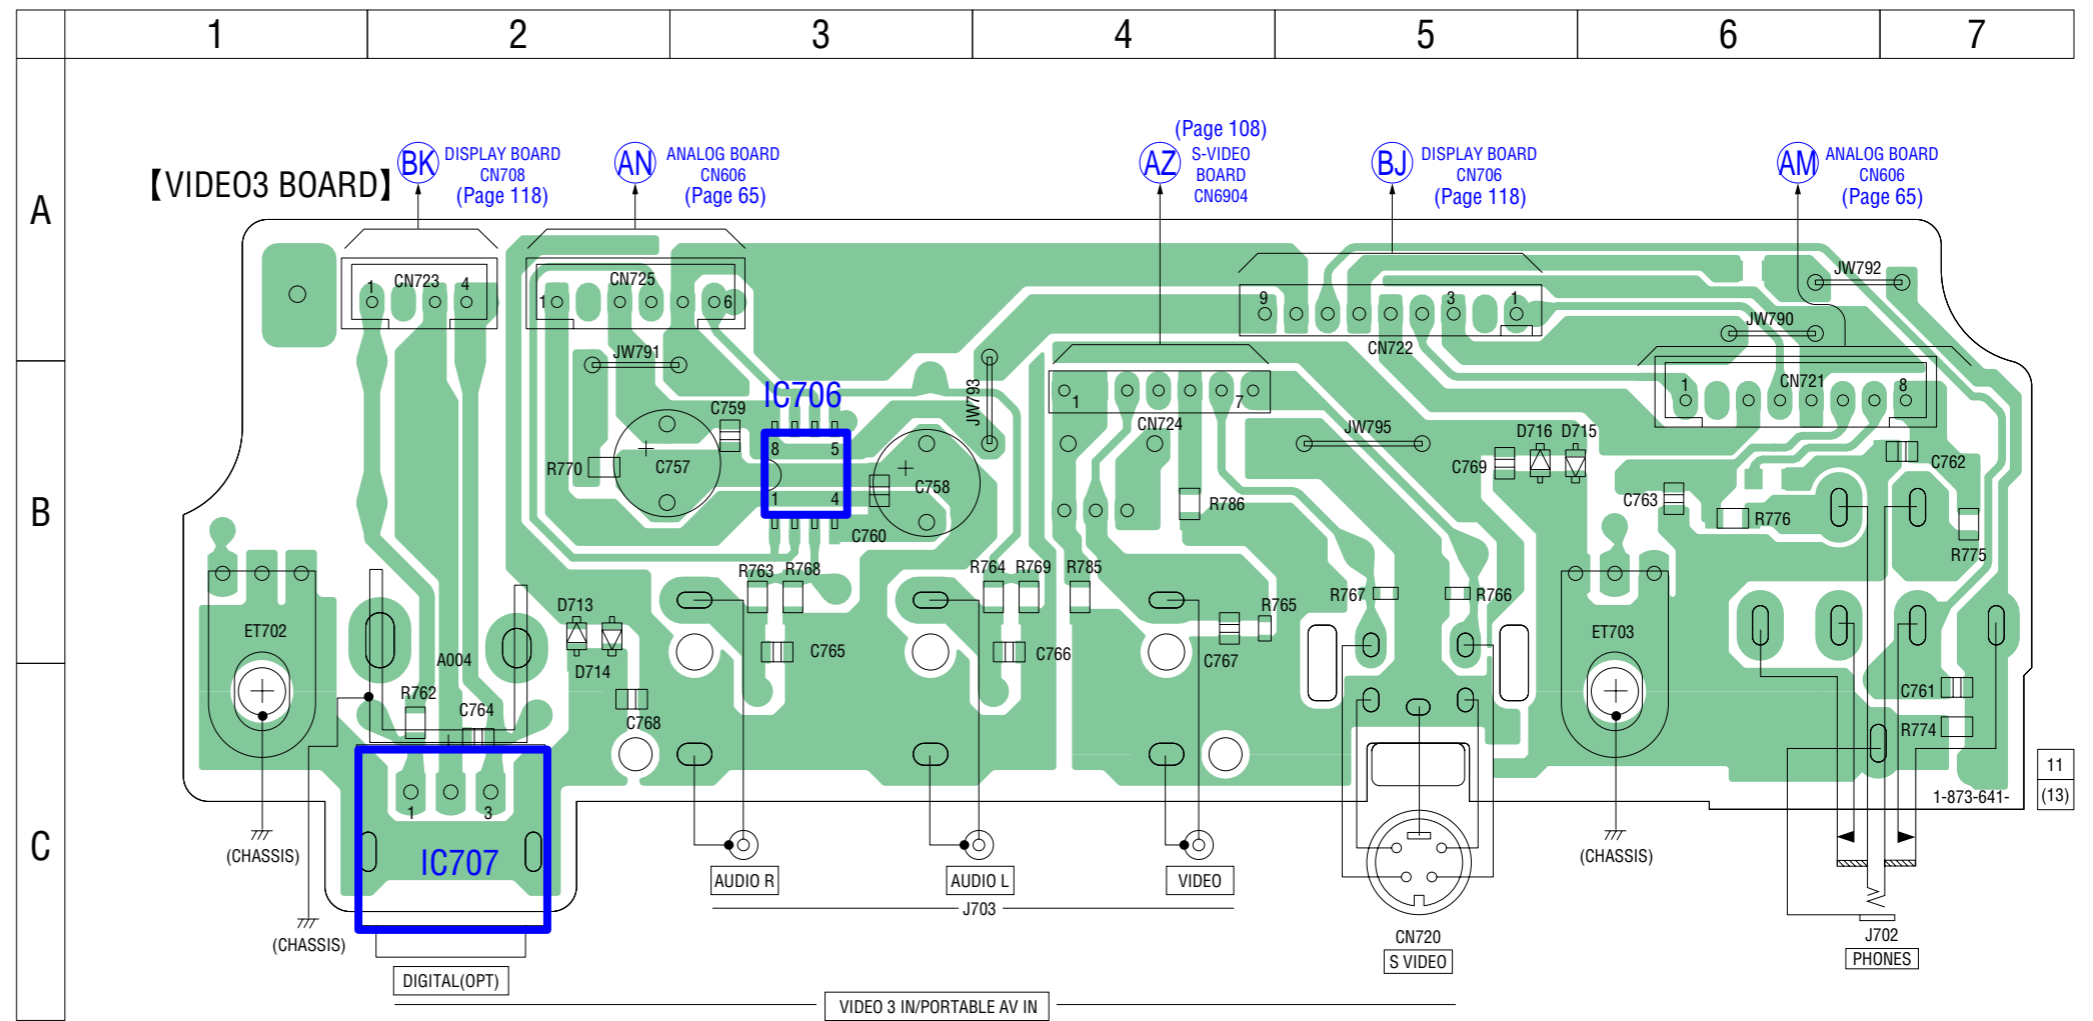 1 2 3 4 5 6 7
A
B
C
【VIDEO3 BOARD】
BK DISPLAY BOARD
CN708
(Page 118)
AN ANALOG BOARD
CN606
(Page 65)
(Page 108)
AZ S-VIDEO
BOARD
CN6904
BJ DISPLAY BOARD
CN706
(Page 118)
AM ANALOG BOARD
CN606
(Page 65)
1 CN723 4
1 CN725 6
9 3 1
CN722
JW792
JW790
JW791
JW793
JW795
1 CN721 8
1 7
CN724
C759
IC706
8 5
1 4
R770
C757
C758
C760
R786
C769
D716 D715
C763
R776
C762
R775
R763 R768
R764 R769 R785
R767
R766
R765
C767
D713
D714
C765
C766
ET702
A004
R762
C764
C768
ET703
C761
R774
11
(13)
1-873-641-
1 3
IC707
(CHASSIS)
(CHASSIS)
(CHASSIS)
AUDIO R
AUDIO L
VIDEO
J703
CN720
S VIDEO
J702
PHONES
DIGITAL(OPT)
VIDEO 3 IN/PORTABLE AV IN